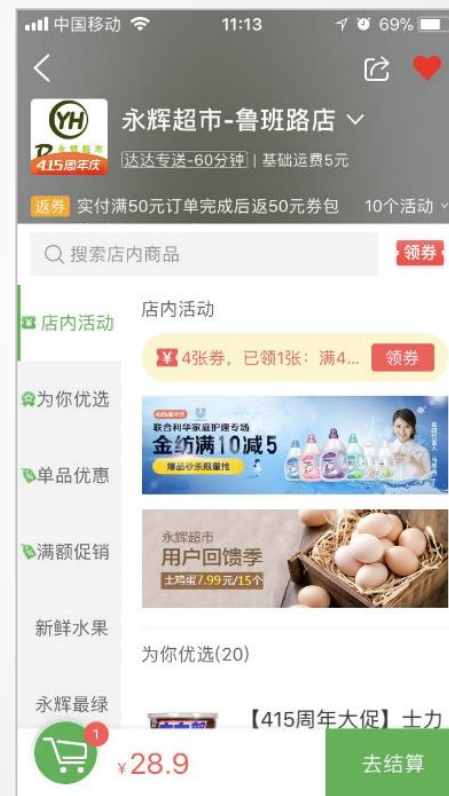 中国移动 11:13 69%
YH
永辉超市
415周年庆
永辉超市-鲁班路店
达达专送-60分钟 | 基础运费5元
返券 实付满50元订单完成后返50元券包 10个活动
搜索店内商品 领券
店内活动
为你优选
单品优惠
满额促销
新鲜水果
永辉最绿
店内活动
¥ 4张券，已领1张：满4... 领券
联合利华家庭护理专场
金纺满10减5
爆品秒杀限量抢
永辉超市
用户回馈季
土鸡蛋7.99元/15个
为你优选(20)
【415周年大促】士力
1
¥28.9 去结算